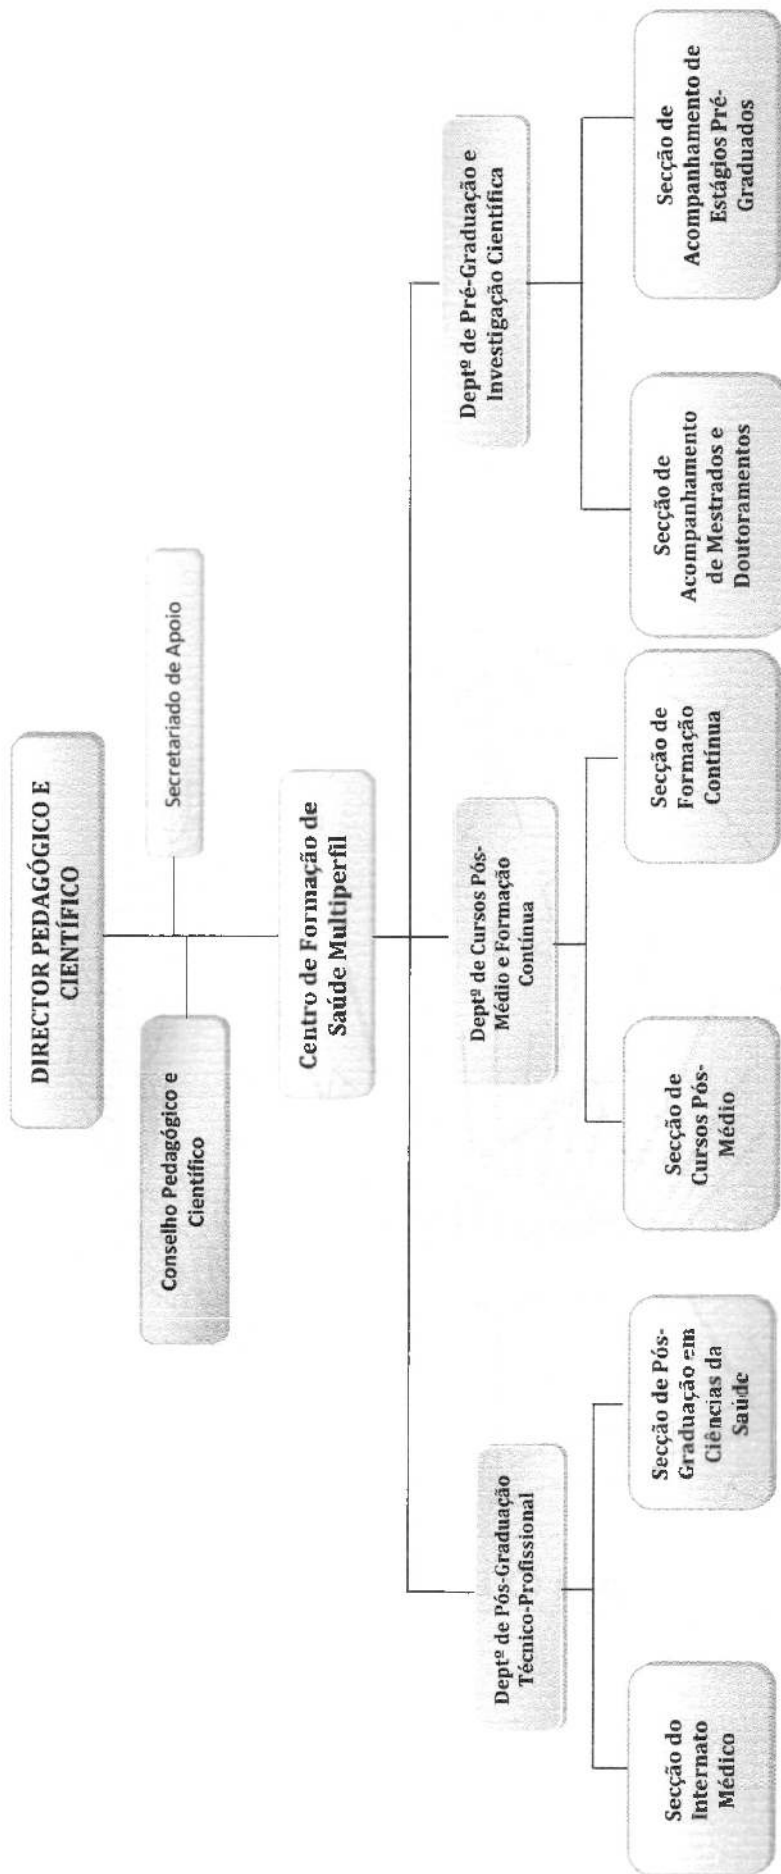 DIRECTOR PEDAGÓGICO E
CIENTÍFICO
Secretariado de Apoio
Conselho Pedagógico e
Científico
Centro de Formação de
Saúde Multiperfil
Deptº de Pós-Graduação
Técnico-Profissional
Deptº de Cursos Pós-
Médio e Formação
Contínua
Deptº de Pré-Graduação e
Investigação Científica
Secção do
Internato
Médico
Secção de Pós-
Graduação em
Ciências da
Saúde
Secção de
Cursos Pós-
Médio
Secção de
Formação
Contínua
Secção de
Acompanhamento
de Mestrados e
Doutoramentos
Secção de
Acompanhamento de
Estágios Pré-
Graduados